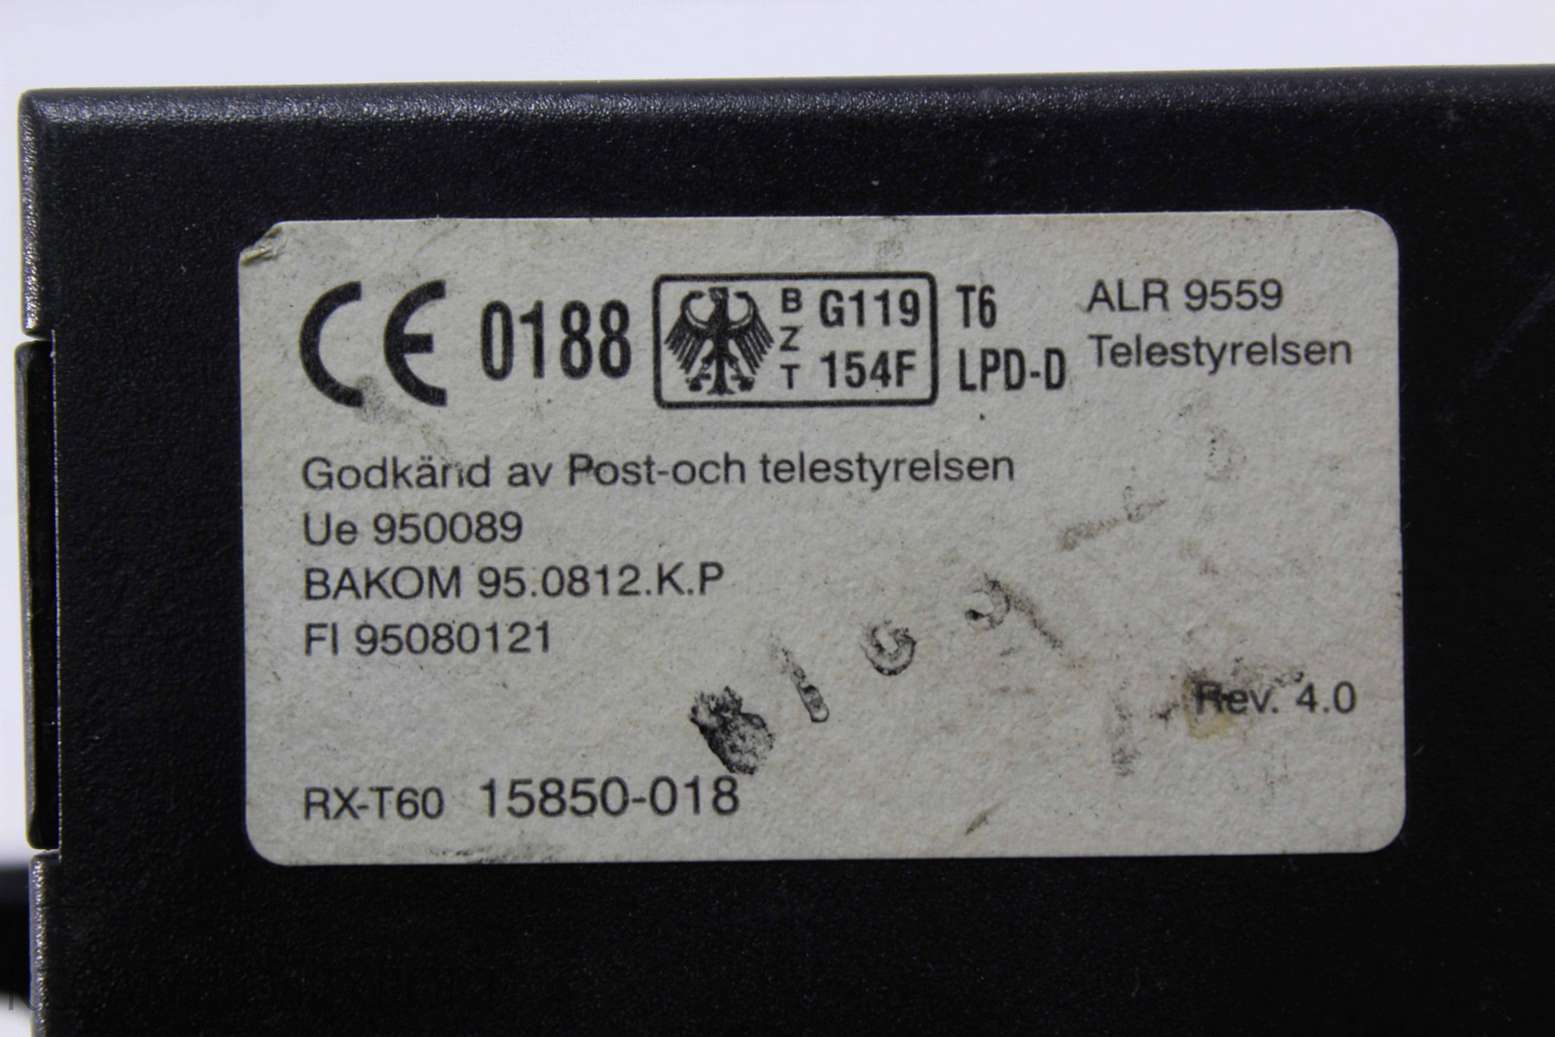 CE 0188 BZT G119 154F T6 LPD-D
ALR 9559
Telestyrelsen
Godkänd av Post-och telestyrelsen
Ue 950089
BAKOM 95.0812.K.P
FI 95080121
Rev. 4.0
RX-T60 15850-018